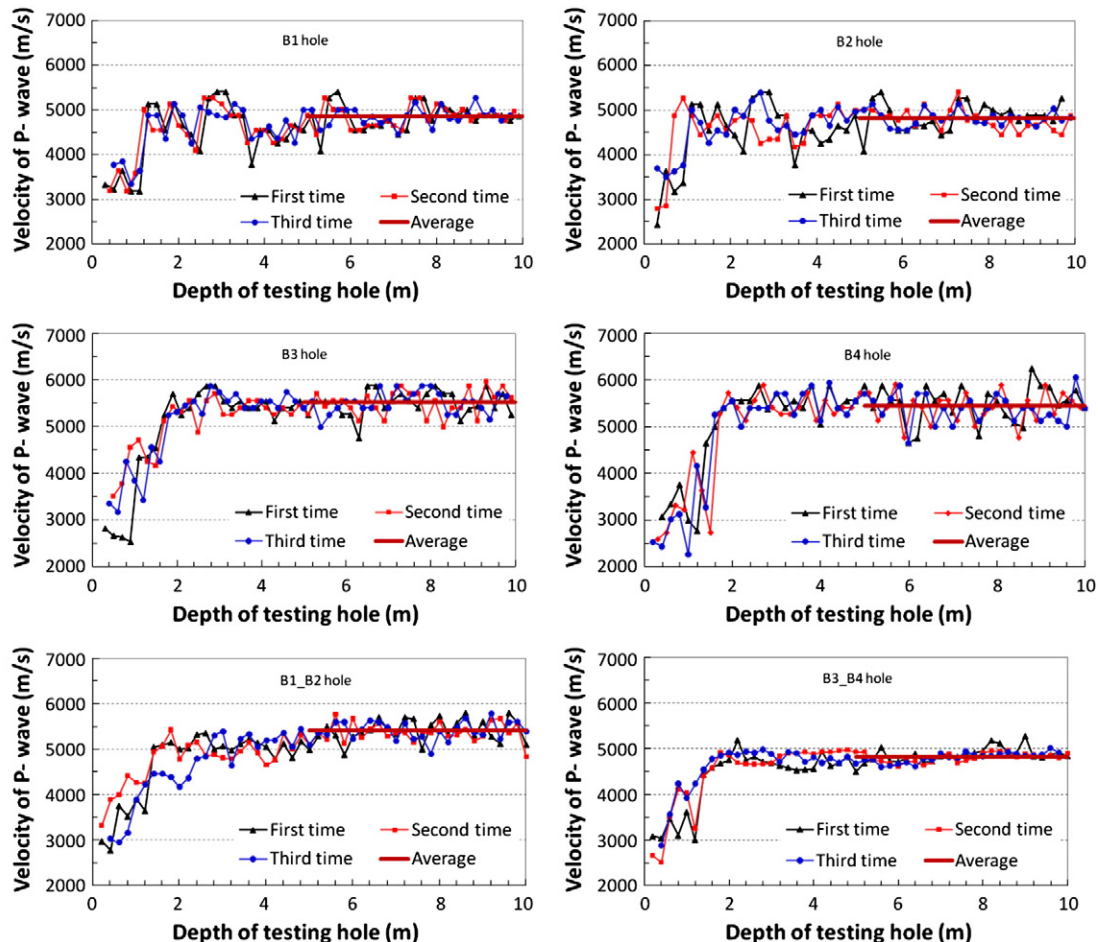 Velocity of P- wave (m/s)
7000
6000
5000
4000
3000
2000
B1 hole
First time
Second time
Third time
Average
0
2
4
6
8
10
Depth of testing hole (m)
Velocity of P- wave (m/s)
7000
6000
5000
4000
3000
2000
B2 hole
First time
Second time
Third time
Average
0
2
4
6
8
10
Depth of testing hole (m)
Velocity of P- wave (m/s)
7000
6000
5000
4000
3000
2000
B3 hole
First time
Second time
Third time
Average
0
2
4
6
8
10
Depth of testing hole (m)
Velocity of P- wave (m/s)
7000
6000
5000
4000
3000
2000
B4 hole
First time
Second time
Third time
Average
0
2
4
6
8
10
Depth of testing hole (m)
Velocity of P- wave (m/s)
7000
6000
5000
4000
3000
2000
B1_B2 hole
First time
Second time
Third time
Average
0
2
4
6
8
10
Depth of testing hole (m)
Velocity of P- wave (m/s)
7000
6000
5000
4000
3000
2000
B3_B4 hole
First time
Second time
Third time
Average
0
2
4
6
8
10
Depth of testing hole (m)